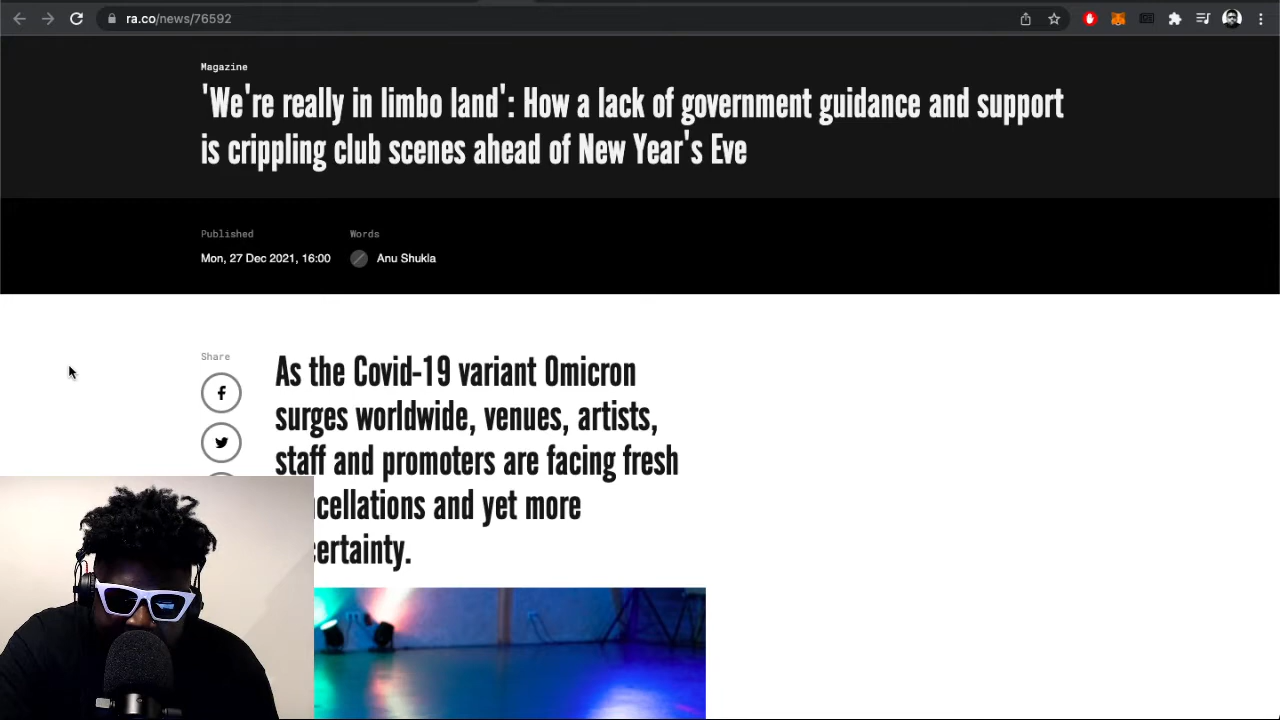 ra.co/news/76592
Magazine
'We're really in limbo land': How a lack of government guidance and support
is crippling club scenes ahead of New Year's Eve
Published
Words
Mon, 27 Dec 2021, 16:00
Anu Shukla
Share
As the Covid-19 variant Omicron
surges worldwide, venues, artists,
staff and promoters are facing fresh
ncellations and yet more
certainty.